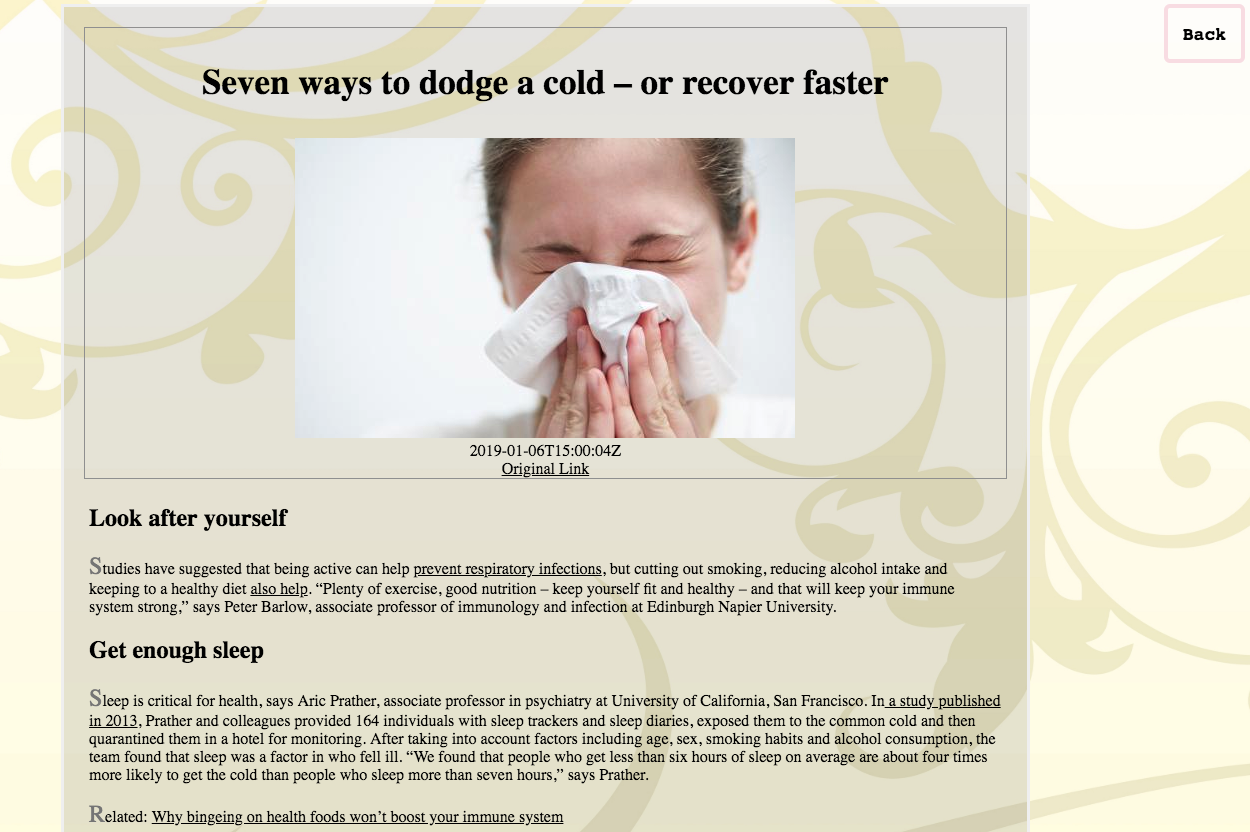 Back
Seven ways to dodge a cold – or recover faster
2019-01-06T15:00:04Z
Original Link
Look after yourself
Studies have suggested that being active can help prevent respiratory infections, but cutting out smoking, reducing alcohol intake and
keeping to a healthy diet also help. “Plenty of exercise, good nutrition – keep yourself fit and healthy – and that will keep your immune
system strong,” says Peter Barlow, associate professor of immunology and infection at Edinburgh Napier University.
Get enough sleep
Sleep is critical for health, says Aric Prather, associate professor in psychiatry at University of California, San Francisco. In a study published
in 2013, Prather and colleagues provided 164 individuals with sleep trackers and sleep diaries, exposed them to the common cold and then
quarantined them in a hotel for monitoring. After taking into account factors including age, sex, smoking habits and alcohol consumption, the
team found that sleep was a factor in who fell ill. “We found that people who get less than six hours of sleep on average are about four times
more likely to get the cold than people who sleep more than seven hours,” says Prather.
Related: Why bingeing on health foods won’t boost your immune system